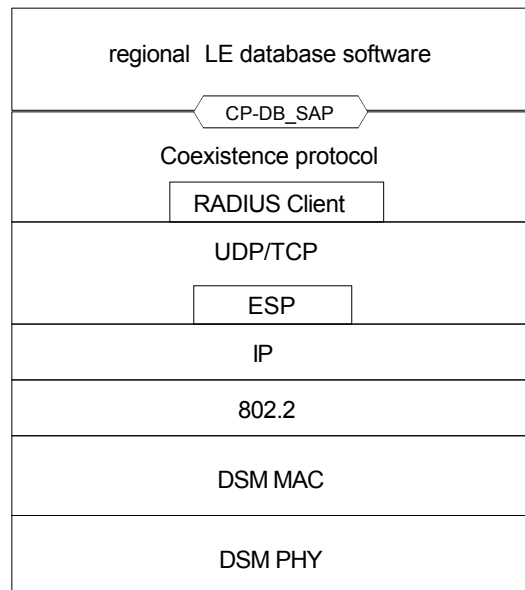 regional LE database software
CP-DB_SAP
Coexistence protocol
RADIUS Client
UDP/TCP
ESP
IP
802.2
DSM MAC
DSM PHY